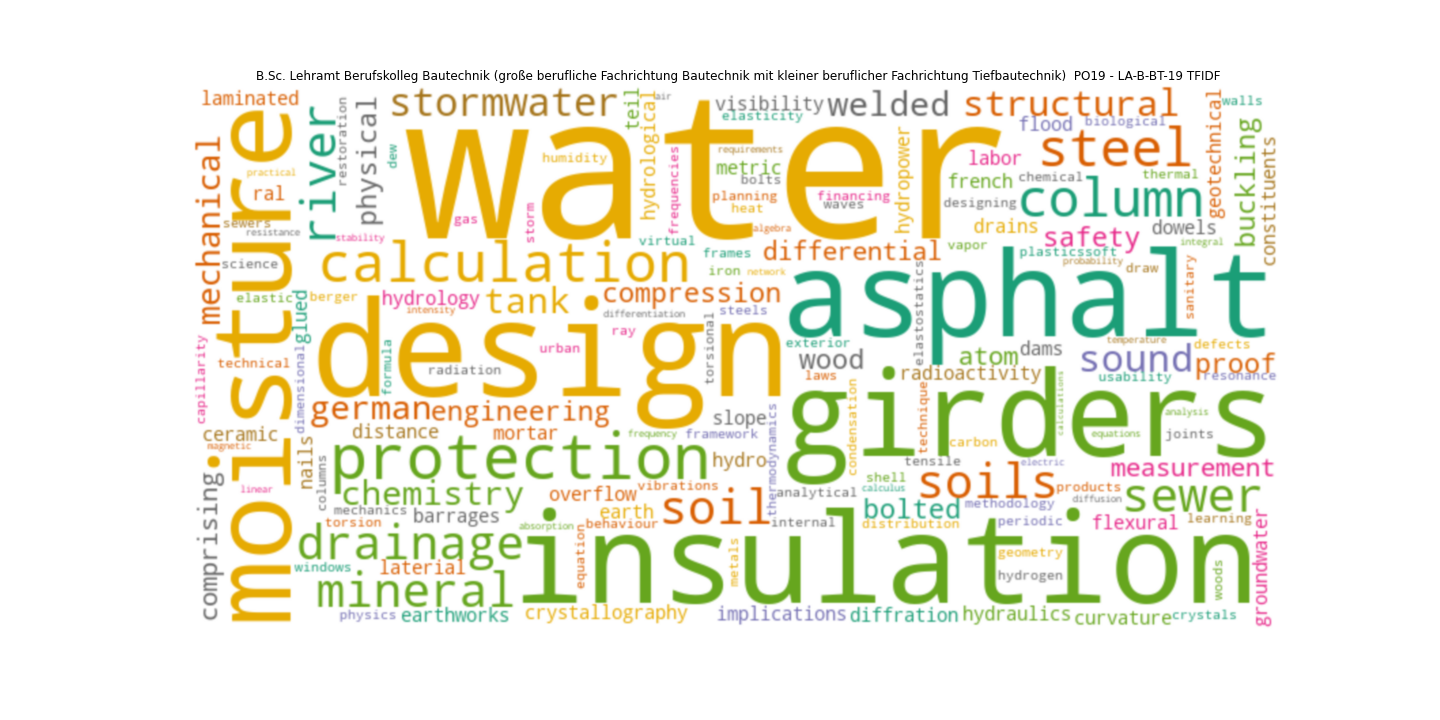 B.Sc. Lehramt Berufskolleg Bautechnik (große berufliche Fachrichtung Bautechnik mit kleiner beruflicher Fachrichtung Tiefbautechnik)  PO19 - LA-B-BT-19 TFIDF
laminated
stormwater
teil
air
visibility
welded
structural
geotechnical
walls
river
restoration
physical
water
hydrological
elasticity
flood
biological
buckling
mechanical
moisture
practical
ral
sewers
resistance
science
dew
humidity
frequencies
requirements
metric
bolts
planning
heat
algebra
financing
waves
hydropower
labor
french
designing
chemical
steel
thermal
column
constituents
dowels
integral
drains
safety
stability
gas
storm
virtual
frames
differential
vapor
plasticssoft
probability
draw
sanitary
calculation
iron
network
elastic
glued
berger
hydrology
intensity
tank
compression
differentiation
steels
asphalt
elastostatics
capillarity
technical
dimensional
formula
design
radiation
urban
ray
torsional
exterior
wood
laws
atom
dams
radioactivity
temperature
sound
defects
proof
usability
resonance
german
engineering
slope
girders
condensation
technique
calculations
analysis
equations
joints
ceramic
magnetic
nails
distance
mortar
frequency
framework
thermodynamics
carbon
tensile
electric
measurement
linear
columns
protection
hydro
shell
calculus
soils
products
diffusion
sewer
comprising
chemistry
overflow
vibrations
analytical
methodology
mechanics
torsion
barrages
earth
absorption
behaviour
soil
internal
bolted
distribution
periodic
flexural
learning
groundwater
drainage
windows
laterial
equation
insulation
metals
geometry
hydrogen
woods
mineral
physics
earthworks
crystallography
implications
diffration
hydraulics
curvature
crystals